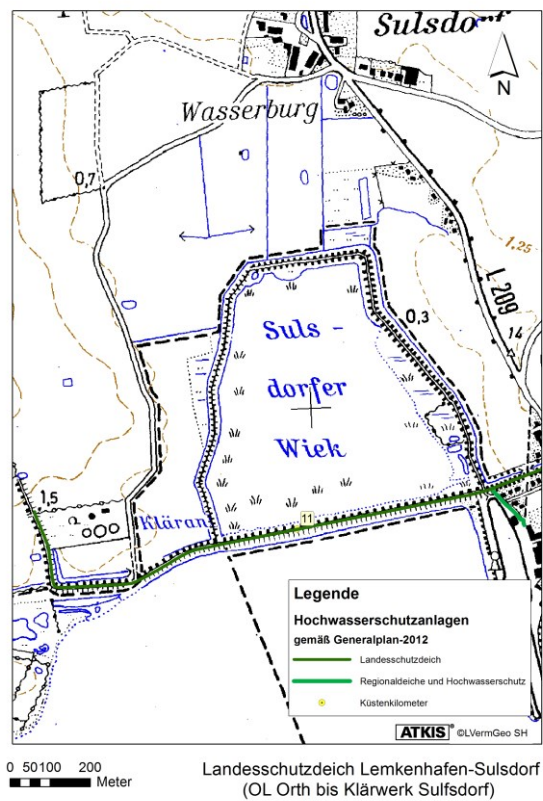 Sulsdorf
N
Wasserburg
0,7
1,25
L 209
Suls -
0,3
14
dorfer
Wiek
1,5
Kläran
11
Legende
Hochwasserschutzanlagen
gemäß Generalplan-2012
Landesschutzdeich
Regionaldeiche und Hochwasserschutz
Küstenkilometer
ATKIS® ©LVermGeo SH
0 50 100 200
Meter
Landesschutzdeich Lemkenhafen-Sulsdorf
(OL Orth bis Klärwerk Sulfsdorf)